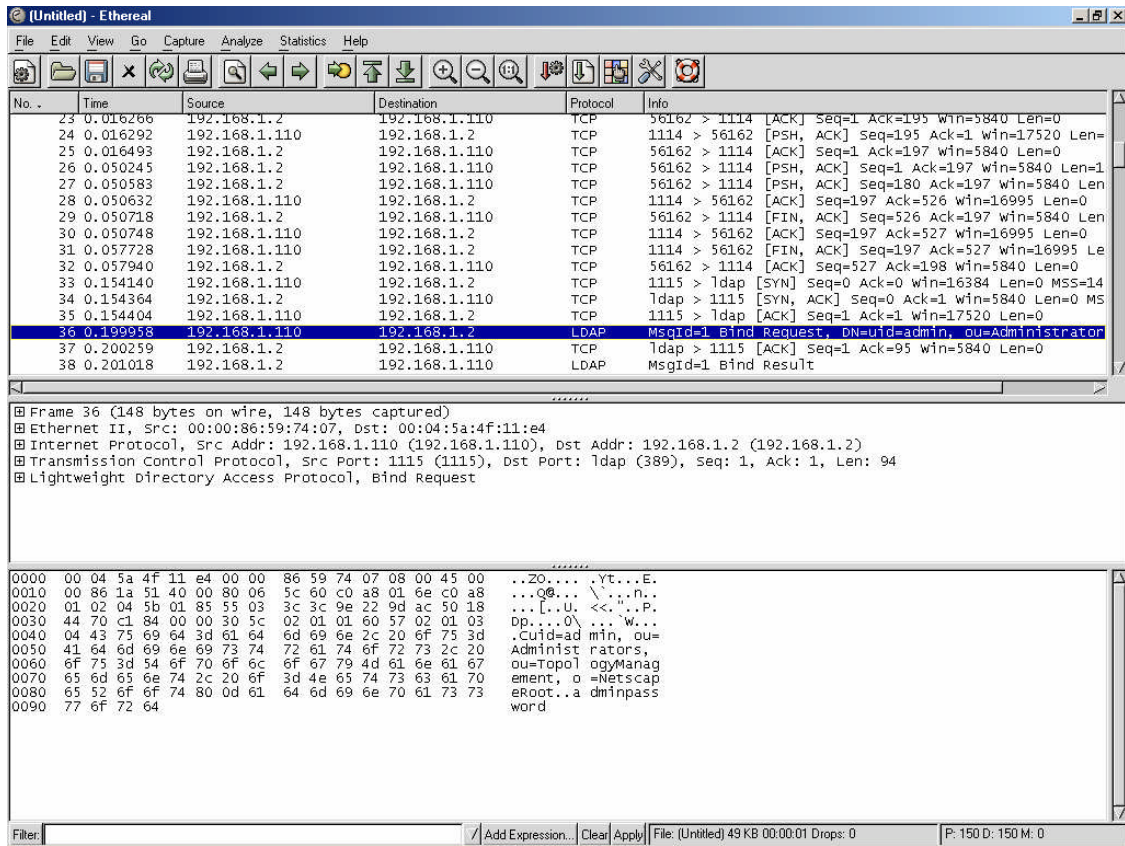 (Untitled) - Ethereal
File Edit View Go Capture Analyze Statistics Help
No. . Time Source Destination Protocol Info
23 0.016266 192.168.1.2 192.168.1.110 TCP 56162 > 1114 [ACK] Seq=1 Ack=195 Win=5840 Len=0
24 0.016292 192.168.1.110 192.168.1.2 TCP 1114 > 56162 [PSH, ACK] Seq=195 Ack=1 Win=17520 Len=
25 0.016493 192.168.1.2 192.168.1.110 TCP 56162 > 1114 [ACK] Seq=1 Ack=197 Win=5840 Len=0
26 0.050245 192.168.1.2 192.168.1.110 TCP 56162 > 1114 [PSH, ACK] Seq=1 Ack=197 Win=5840 Len=1
27 0.050583 192.168.1.2 192.168.1.110 TCP 56162 > 1114 [PSH, ACK] Seq=180 Ack=197 Win=5840 Len
28 0.050632 192.168.1.110 192.168.1.2 TCP 1114 > 56162 [ACK] Seq=197 Ack=526 Win=16995 Len=0
29 0.050718 192.168.1.2 192.168.1.110 TCP 56162 > 1114 [FIN, ACK] Seq=526 Ack=197 Win=5840 Len
30 0.050748 192.168.1.110 192.168.1.2 TCP 1114 > 56162 [ACK] Seq=197 Ack=527 Win=16995 Len=0
31 0.057728 192.168.1.110 192.168.1.2 TCP 1114 > 56162 [FIN, ACK] Seq=197 Ack=527 Win=16995 Le
32 0.057940 192.168.1.2 192.168.1.110 TCP 56162 > 1114 [ACK] Seq=527 Ack=198 Win=5840 Len=0
33 0.154140 192.168.1.110 192.168.1.2 TCP 1115 > ldap [SYN] Seq=0 Ack=0 Win=16384 Len=0 MSS=14
34 0.154364 192.168.1.2 192.168.1.110 TCP ldap > 1115 [SYN, ACK] Seq=0 Ack=1 Win=5840 Len=0 MS
35 0.154404 192.168.1.110 192.168.1.2 TCP 1115 > ldap [ACK] Seq=1 Ack=1 Win=17520 Len=0
36 0.199958 192.168.1.110 192.168.1.2 LDAP MsgId=1 Bind Request, DN=uid=admin, ou=Administrator
37 0.200259 192.168.1.2 192.168.1.110 TCP ldap > 1115 [ACK] Seq=1 Ack=95 Win=5840 Len=0
38 0.201018 192.168.1.2 192.168.1.110 LDAP MsgId=1 Bind Result
Frame 36 (148 bytes on wire, 148 bytes captured)
Ethernet II, Src: 00:00:86:59:74:07, Dst: 00:04:5a:4f:11:e4
Internet Protocol, Src Addr: 192.168.1.110 (192.168.1.110), Dst Addr: 192.168.1.2 (192.168.1.2)
Transmission Control Protocol, Src Port: 1115 (1115), Dst Port: ldap (389), Seq: 1, Ack: 1, Len: 94
Lightweight Directory Access Protocol, Bind Request
0000 00 04 5a 4f 11 e4 00 00 86 59 74 07 08 00 45 00 ..ZO.... .Yt...E.
0010 00 86 1a 51 40 00 80 06 5c 60 c0 a8 01 6e c0 a8 ...Q@... \`...n..
0020 01 02 04 5b 01 85 55 03 3c 3c 9e 22 9d ac 50 18 ...[..U. <<."..P.
0030 44 70 c1 84 00 00 30 5c 02 01 01 60 57 02 01 03 Dp....0\ ...`W...
0040 04 43 75 69 64 3d 61 64 6d 69 6e 2c 20 6f 75 3d .Cuid=ad min, ou=
0050 41 64 6d 69 6e 69 73 74 72 61 74 6f 72 73 2c 20 Administ rators,
0060 6f 75 3d 54 6f 70 6f 6c 6f 67 79 4d 61 6e 61 67 ou=Topol ogyManag
0070 65 6d 65 6e 74 2c 20 6f 3d 4e 65 74 73 63 61 70 ement, o =Netscap
0080 65 52 6f 6f 74 80 0d 61 64 6d 69 6e 70 61 73 73 eRoot..a dminpass
0090 77 6f 72 64 word
Filter: Add Expression... Clear Apply File: (Untitled) 49 KB 00:00:01 Drops: 0 P: 150 D: 150 M: 0